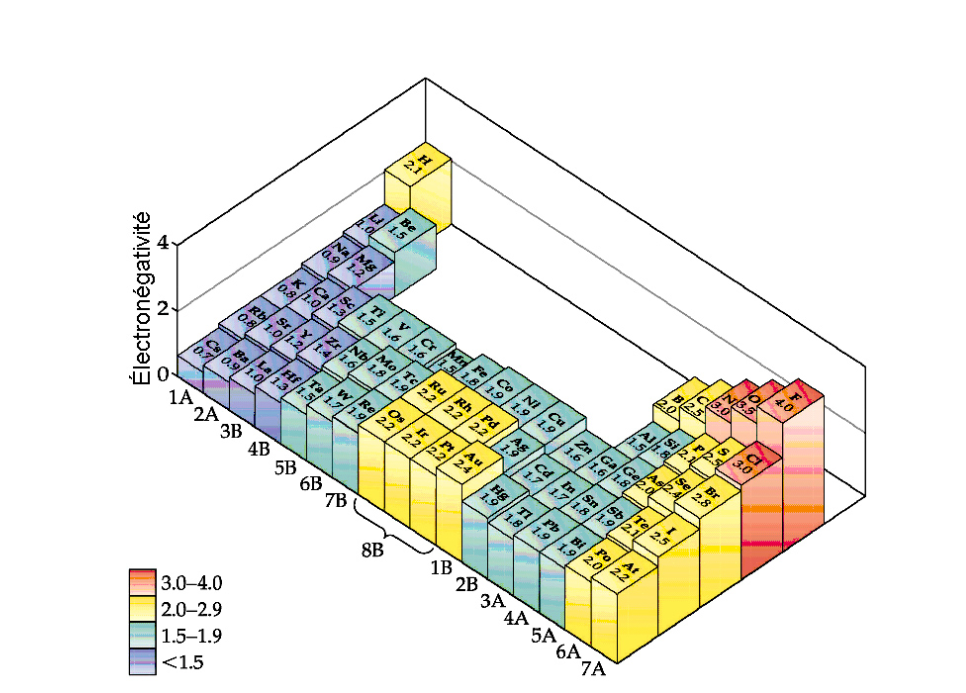 Électronégativité
4
2
0
H 2.1
Li 1.0
Be 1.5
Na 0.9
Mg 1.2
K 0.8
Ca 1.0
Sc 1.3
Ti 1.5
V 1.6
Cr 1.6
Fe 1.8
Co 1.9
Ni 1.9
Cu 1.9
Zn 1.6
Ga 1.6
Ge 1.8
As 2.0
Se 2.4
Br 2.8
Rb 0.8
Sr 1.0
Y 1.2
Zr 1.4
Nb 1.6
Mo 1.8
Tc 1.9
Ru 2.2
Rh 2.2
Pd 2.2
Ag 1.9
Cd 1.7
In 1.7
Sn 1.8
Sb 1.9
Te 2.1
I 2.5
Cs 0.7
Ba 0.9
La 1.0
Hf 1.3
Ta 1.5
W 1.7
Re 1.9
Os 2.2
Ir 2.2
Pt 2.2
Au 2.4
Hg 1.9
Tl 1.8
Pb 1.9
Bi 1.9
Po 2.0
At 2.2
B 2.0
C 2.5
N 3.0
O 3.5
F 4.0
Al 1.5
Si 1.8
P 2.1
S 2.5
Cl 3.0
1A
2A
3B
4B
5B
6B
7B
8B
1B
2B
3A
4A
5A
6A
7A
3.0–4.0
2.0–2.9
1.5–1.9
<1.5